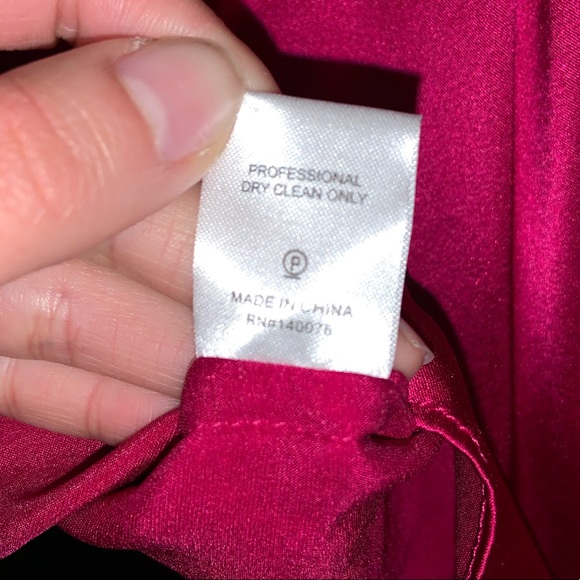 PROFESSIONAL
DRY CLEAN ONLY
P
MADE IN CHINA
RN#140076